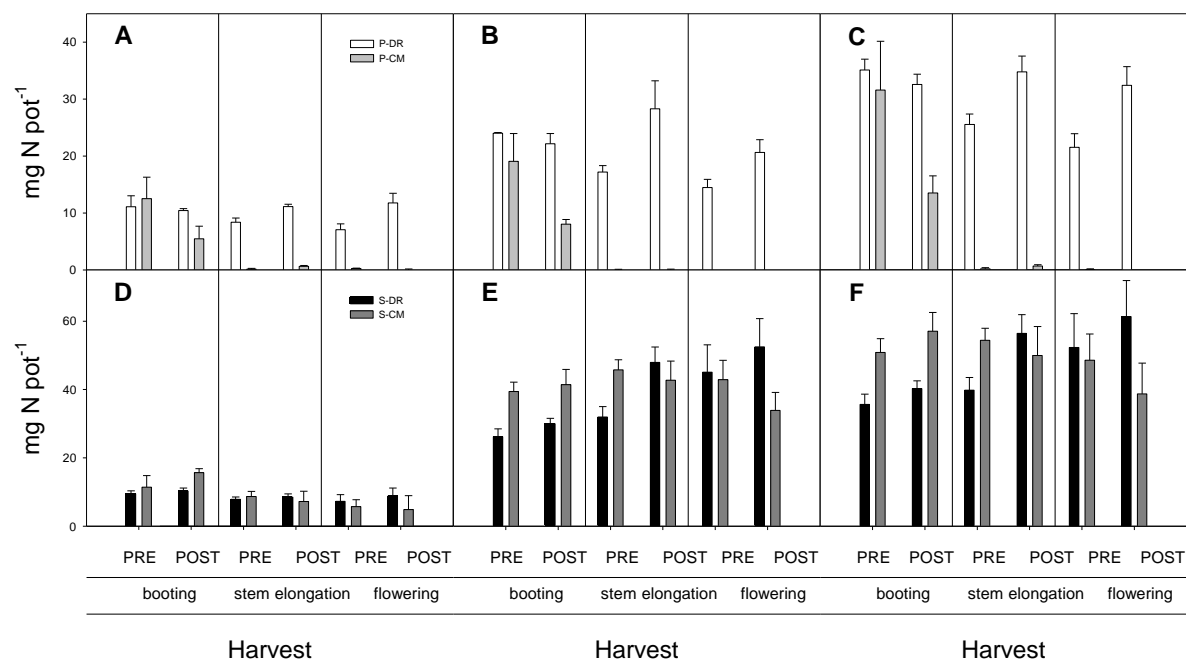 A
B
C
P-DR
P-CM
mg N pot-1
40
30
20
10
0
D
E
F
S-DR
S-CM
mg N pot-1
60
40
20
0
PRE POST PRE POST PRE POST PRE POST PRE POST PRE POST PRE POST PRE POST PRE POST
booting stem elongation flowering booting stem elongation flowering booting stem elongation flowering
Harvest Harvest Harvest